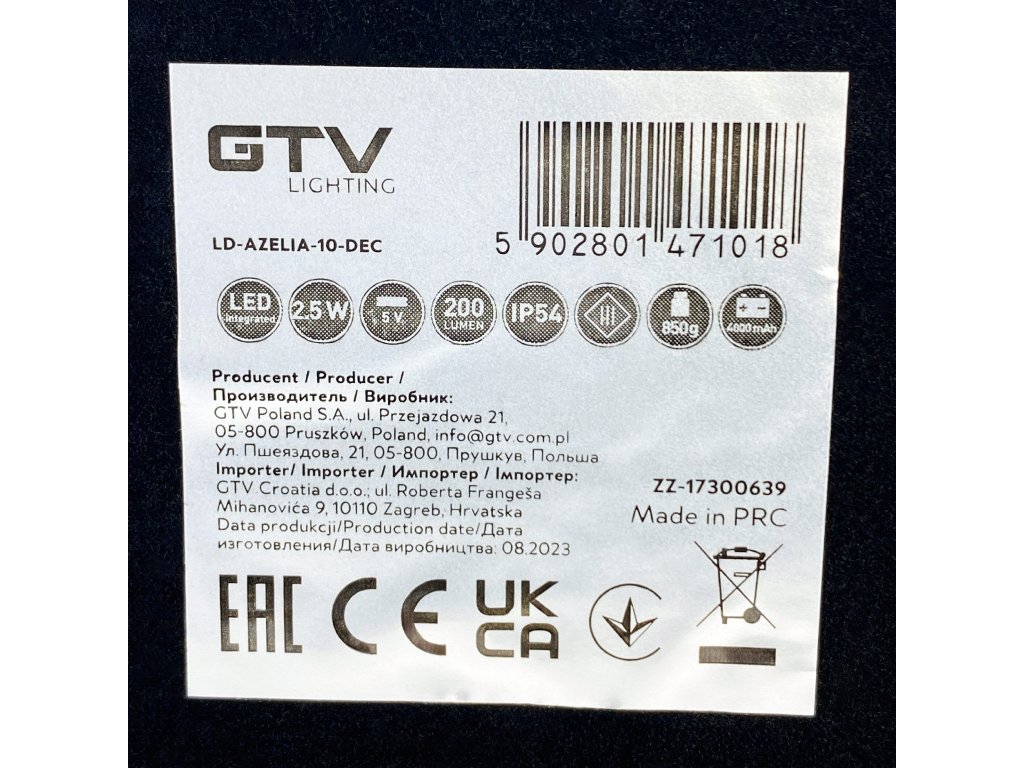 GTV
LIGHTING
LD-AZELIA-10-DEC
5 902801 471018
LED
Integrated
2.5W
5 V
200
LUMEN
IP54
III
850g
+ -
4000mAh
Producent / Producer /
Производитель / Виробник:
GTV Poland S.A., ul. Przejazdowa 21,
05-800 Pruszków, Poland, info@gtv.com.pl
Ул. Пшеяздова, 21, 05-800, Прушкув, Польша
Importer/ Importer / Импортер / Імпортер:
GTV Croatia d.o.o.; ul. Roberta Frangeša
Mihanovića 9, 10110 Zagreb, Hrvatska
Data produkcji/Production date/Дата
изготовления/Дата виробництва: 08.2023
ZZ-17300639
Made in PRC
EAC CE UK
CA